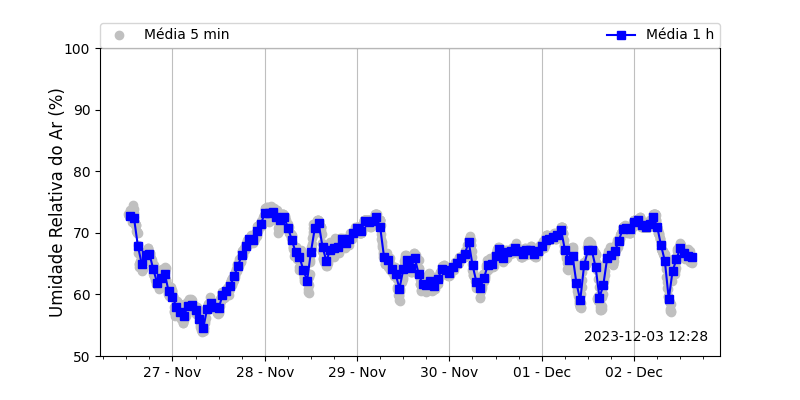 Média 5 min Média 1 h
100
90
80
70
60
50
Umidade Relativa do Ar (%)
2023-12-03 12:28
27 - Nov 28 - Nov 29 - Nov 30 - Nov 01 - Dec 02 - Dec